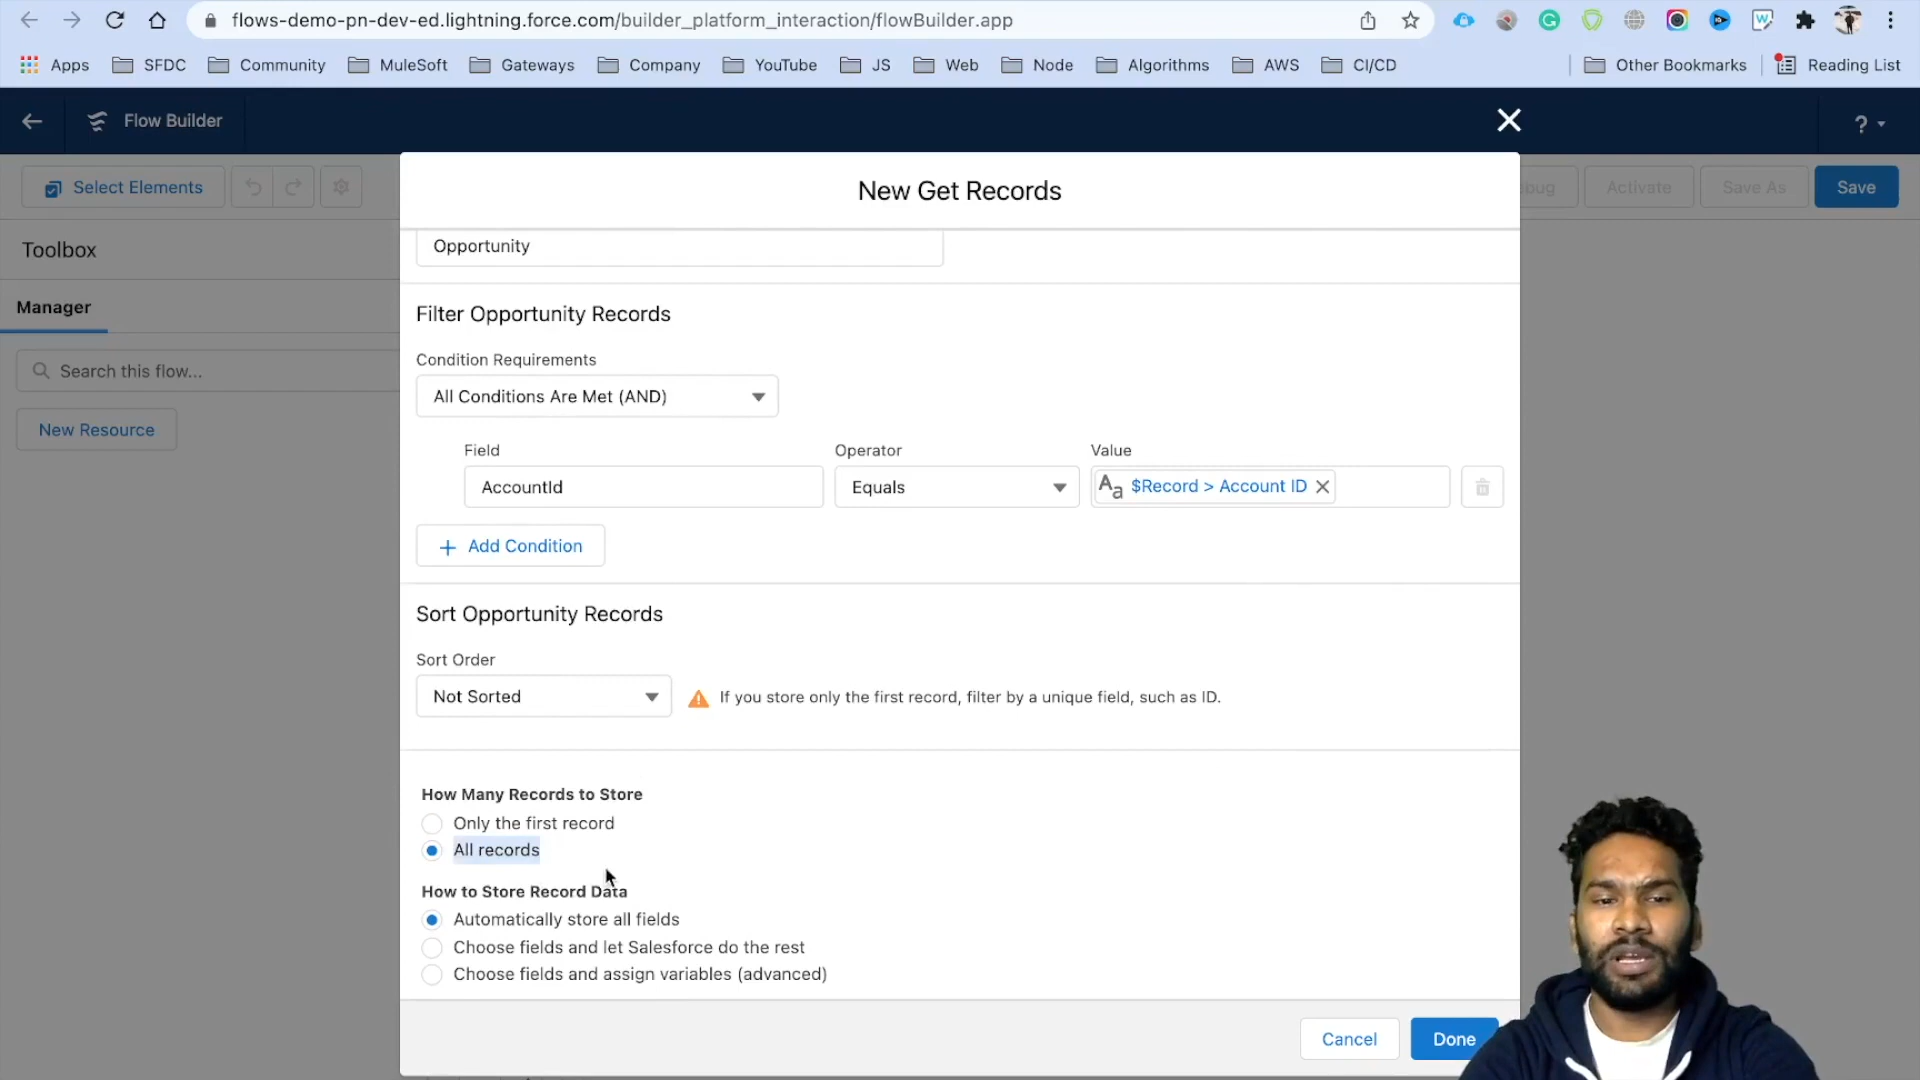 flows-demo-pn-dev-ed.lightning.force.com/builder_platform_interaction/flowBuilder.app
Apps SFDC Community MuleSoft Gateways Company YouTube JS Web Node Algorithms AWS CI/CD Other Bookmarks Reading List
Flow Builder
?
Select Elements
Activate Save As Save
New Get Records
Toolbox
Opportunity
Manager
Filter Opportunity Records
Condition Requirements
Search this flow...
All Conditions Are Met (AND)
New Resource
Field Operator Value
AccountId Equals Aa $Record > Account ID
+ Add Condition
Sort Opportunity Records
Sort Order
Not Sorted If you store only the first record, filter by a unique field, such as ID.
How Many Records to Store
Only the first record
All records
How to Store Record Data
Automatically store all fields
Choose fields and let Salesforce do the rest
Choose fields and assign variables (advanced)
Cancel Done